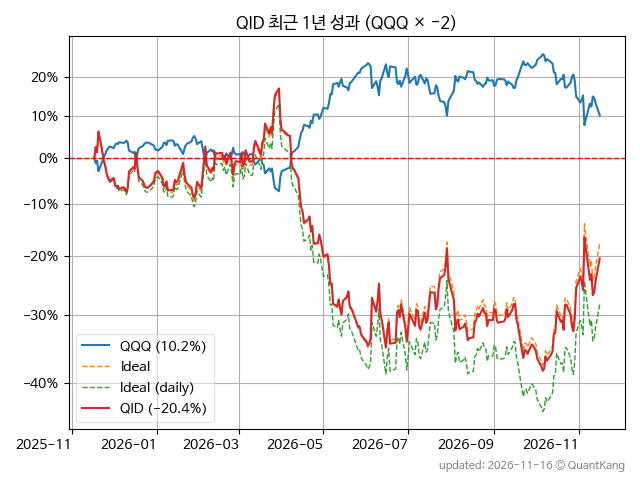 QID 최근 1년 성과 (QQQ × −2)
20%
10%
0%
−10%
−20%
−30%
−40%
QQQ (10.2%)
Ideal
Ideal (daily)
QID (−20.4%)
2025−11
2026−01
2026−03
2026−05
2026−07
2026−09
2026−11
updated: 2026−11−16 © QuantKang